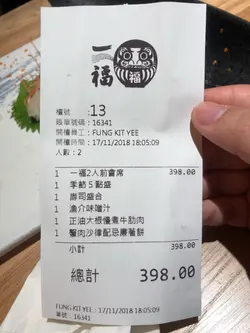 一福
福
檯號 :13
賬單號碼 : 16341
開檯員工 : FUNG KIT YEE
開檯時間 : 17/11/2018 18:05:09
人數 : 2
1 一福2人前會席 398.00
1 季節5點盛
1 壽司盛合
1 漁介味噌汁
1 正油大根慢煮牛肋肉
1 蟹肉沙律配忌廉薯餅
小計 398.00
總計 398.00
FUNG KIT YEE : 17/11/2018 18:05:09
單號 : 16341